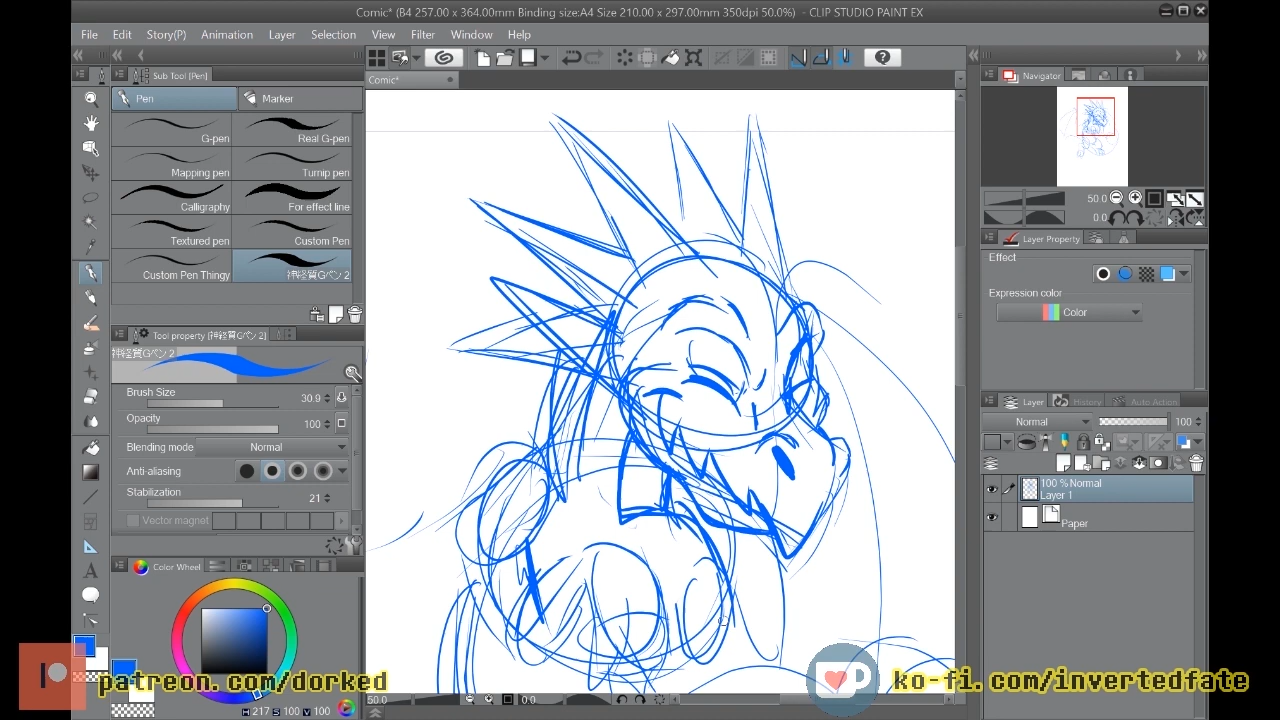 Comic* (B4 257.00 x 364.00mm Binding size:A4 Size 210.00 x 297.00mm 350dpi 50.0%) - CLIP STUDIO PAINT EX
File Edit Story(P) Animation Layer Selection View Filter Window Help
Sub Tool [Pen]
Comic*
Navigator
Pen
Marker
G-pen
Real G-pen
Mapping pen
Turnip pen
Calligraphy
For effect line
Textured pen
Custom Pen
Custom Pen Thingy
神経質Gペン 2
50.0
0.0
Layer Property
Effect
Expression color
Color
Tool property [神経質Gペン 2]
神経質Gペン 2
Brush Size
30.9
Opacity
100
Blending mode
Normal
Anti-aliasing
Stabilization
21
Vector magnet
Layer
History
Auto Action
Normal
100
100 % Normal
Layer 1
Paper
Color Wheel
H 217 S 100 V 100
50.0
0.0
patreon.com/dorked
ko-fi.com/invertedfate